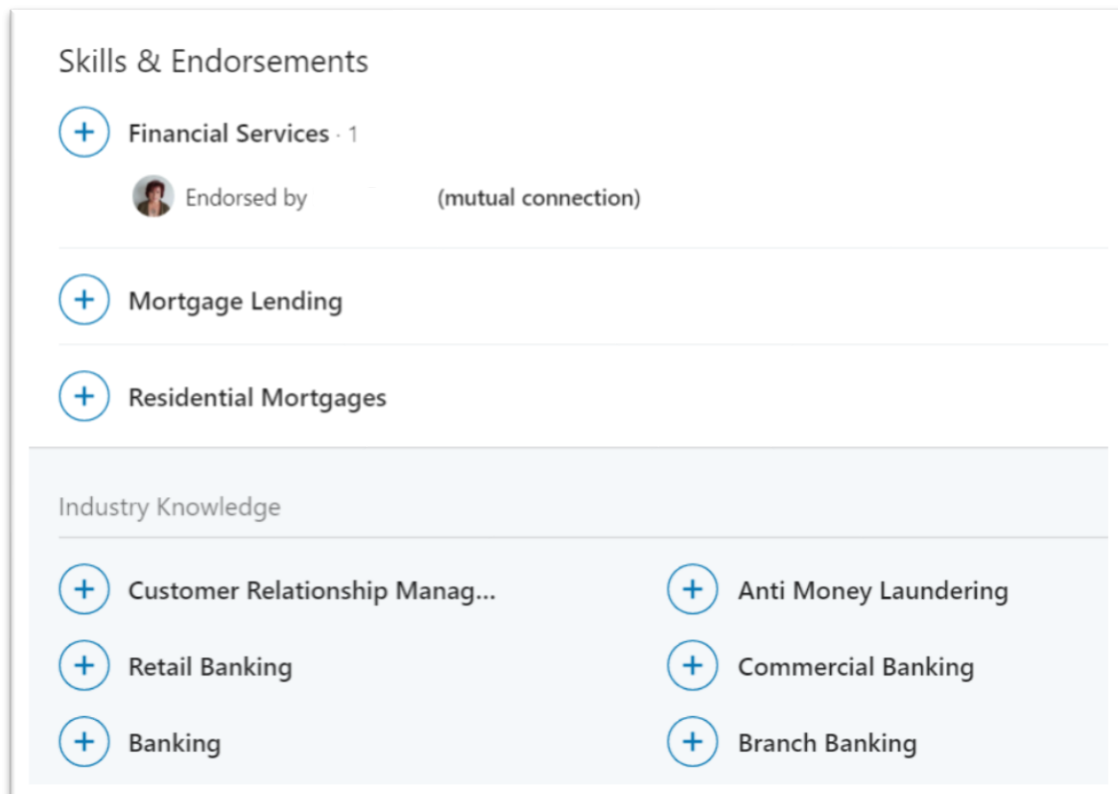 Skills & Endorsements
Financial Services · 1
Endorsed by (mutual connection)
Mortgage Lending
Residential Mortgages
Industry Knowledge
Customer Relationship Manag... Anti Money Laundering
Retail Banking Commercial Banking
Banking Branch Banking